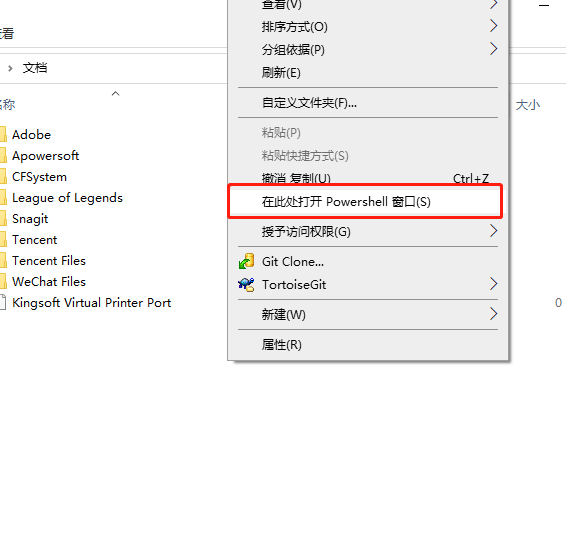 查看(V)
排序方式(O)
查看
分组依据(P)
文档
刷新(E)
自定义文件夹(F)...
名称
大小
粘贴(P)
Adobe
粘贴快捷方式(S)
Apowersoft
撤消 复制(U) Ctrl+Z
CFSystem
在此处打开 Powershell 窗口(S)
League of Legends
Snagit
授予访问权限(G)
Tencent
Tencent Files
Git Clone...
WeChat Files
TortoiseGit
Kingsoft Virtual Printer Port
0
新建(W)
属性(R)